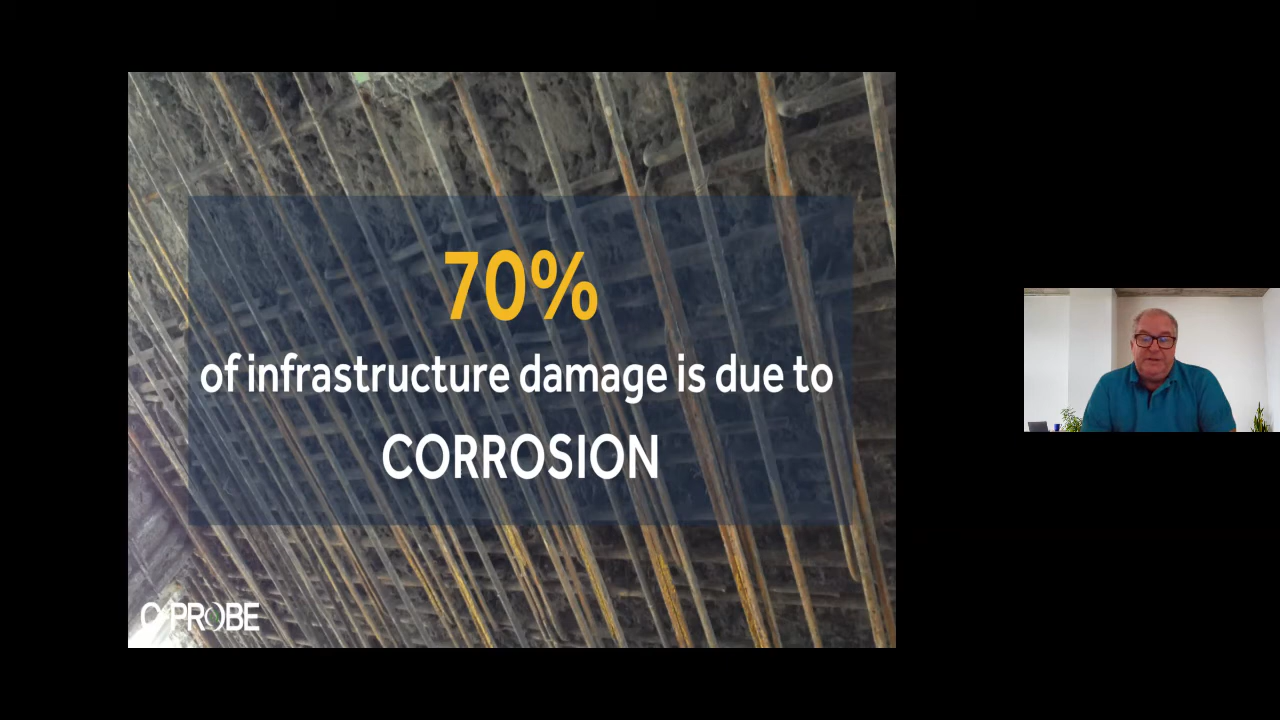 70%
of infrastructure damage is due to
CORROSION
C-PROBE